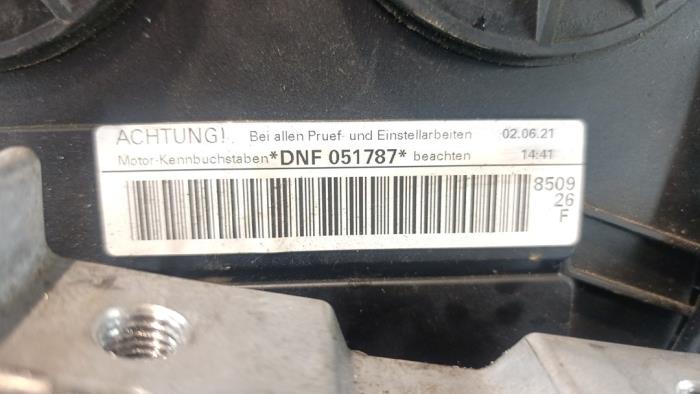 ACHTUNG! Bei allen Pruef- und Einstellarbeiten 02.06.21
Motor-Kennbuchstaben*DNF 051787* beachten 14:41
8509
26
F